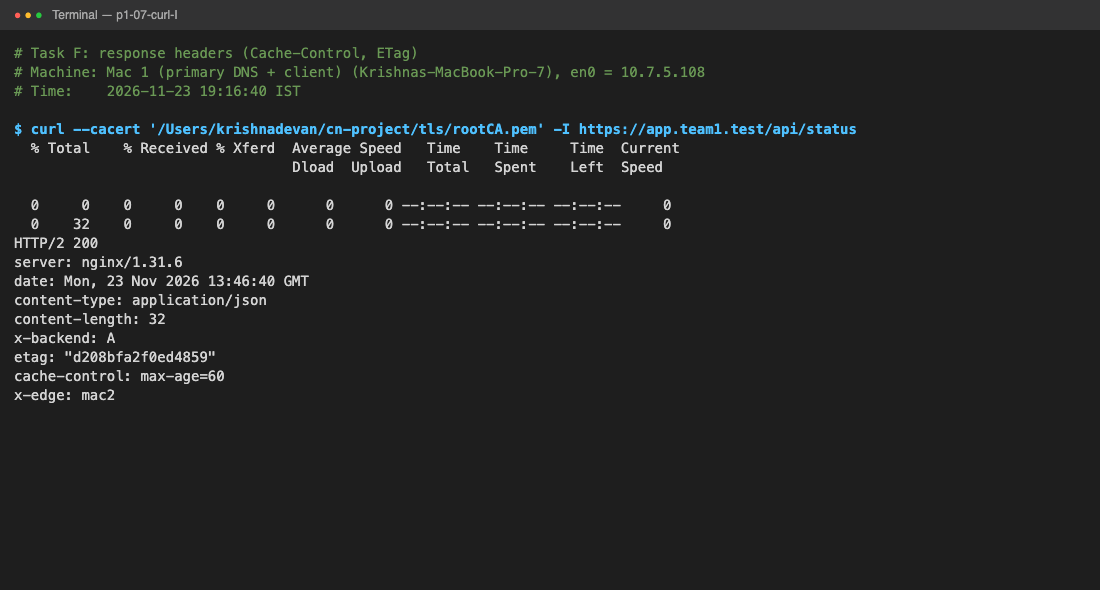 Terminal — p1-07-curl-I
# Task F: response headers (Cache-Control, ETag)
# Machine: Mac 1 (primary DNS + client) (Krishnas-MacBook-Pro-7), en0 = 10.7.5.108
# Time:    2026-11-23 19:16:40 IST
$ curl --cacert '/Users/krishnadevan/cn-project/tls/rootCA.pem' -I https://app.team1.test/api/status
  % Total    % Received % Xferd  Average Speed   Time    Time     Time  Current
                                 Dload  Upload   Total   Spent    Left  Speed
  0     0    0     0    0     0      0      0 --:--:-- --:--:-- --:--:--     0
  0    32    0     0    0     0      0      0 --:--:-- --:--:-- --:--:--     0
HTTP/2 200
server: nginx/1.31.6
date: Mon, 23 Nov 2026 13:46:40 GMT
content-type: application/json
content-length: 32
x-backend: A
etag: "d208bfa2f0ed4859"
cache-control: max-age=60
x-edge: mac2